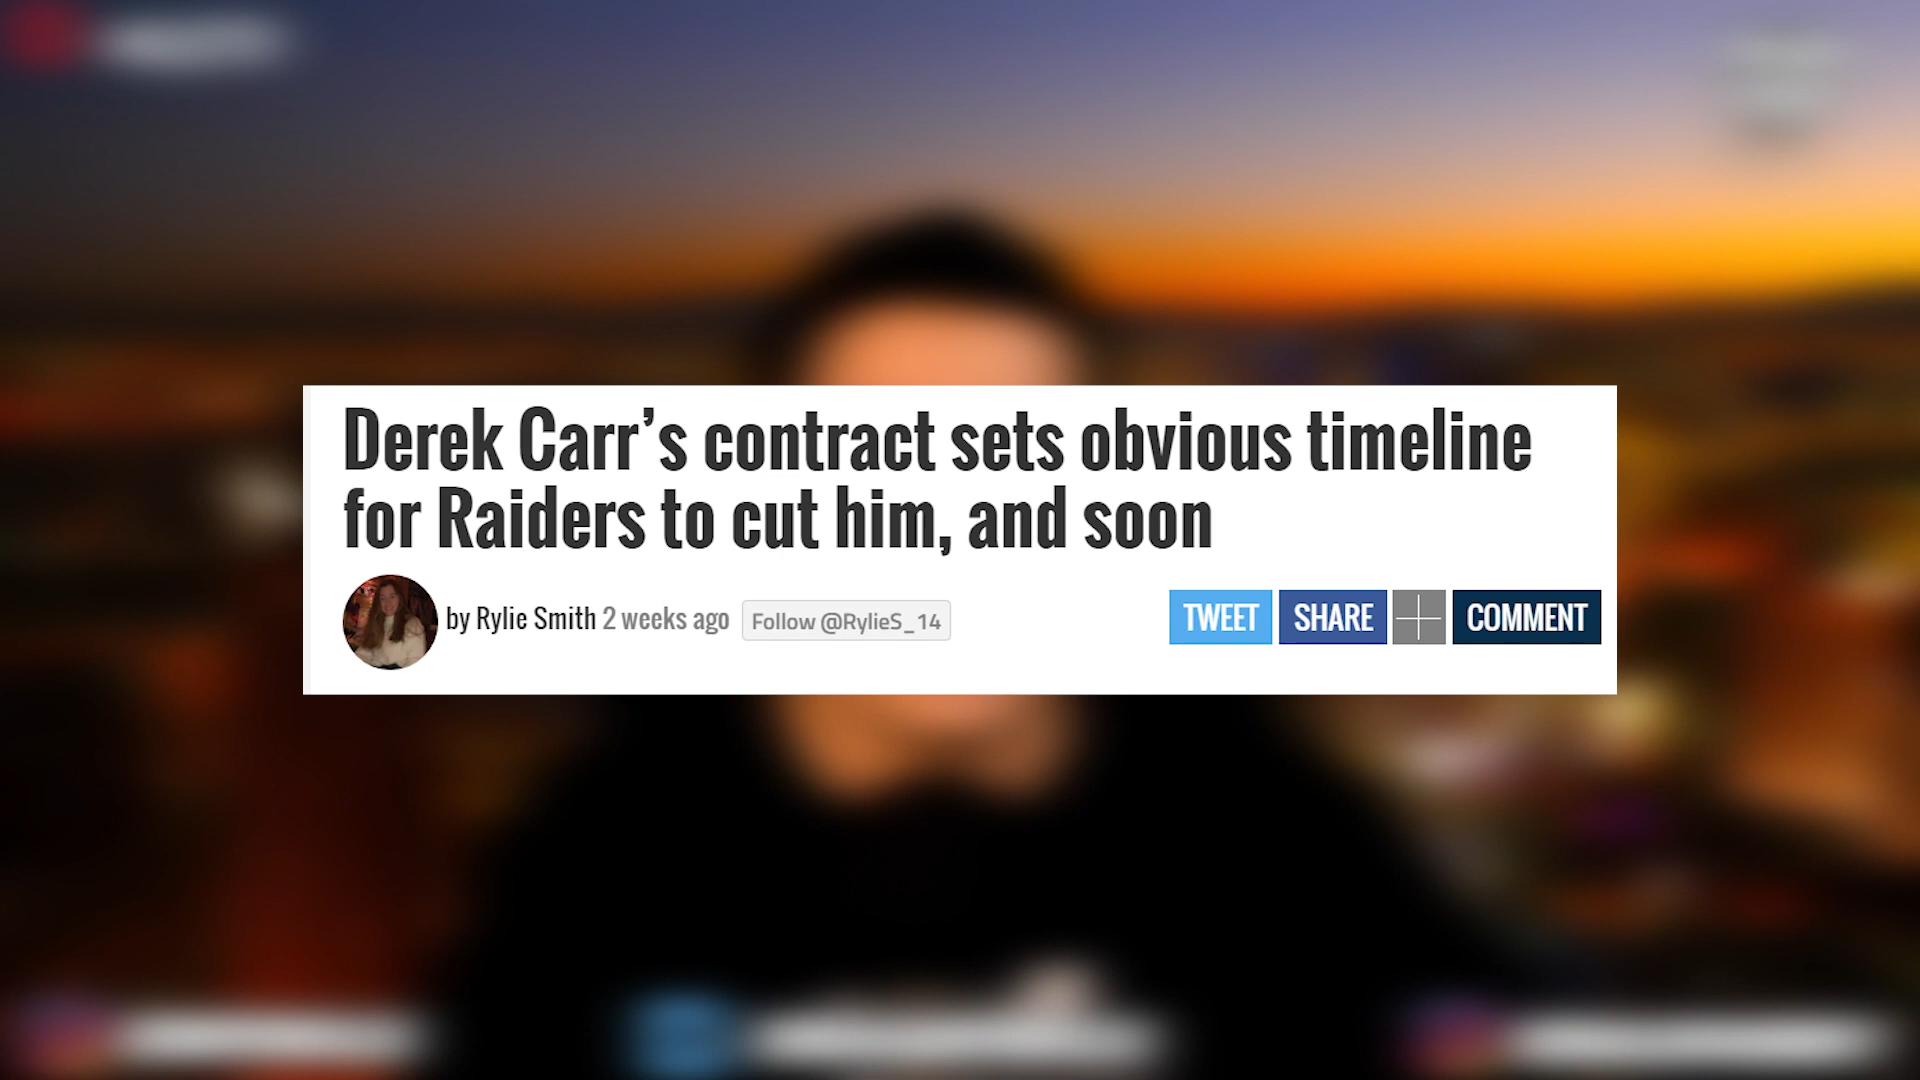 Derek Carr’s contract sets obvious timeline
for Raiders to cut him, and soon
by Rylie Smith 2 weeks ago Follow @RylieS_14 TWEET SHARE COMMENT